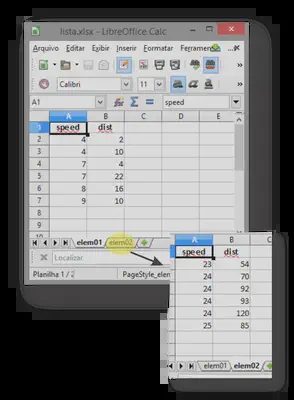 lista.xlsx - LibreOffice Calc
Arquivo Editar Exibir Inserir Formatar Ferramentas
Calibri 11
A1 speed
A B C D E
1 speed dist
2 4 2
3 4 10
4 7 4
5 7 22
6 8 16
7 9 10
elem01 elem02
Localizar
Planilha 1 / 2 PageStyle_elem
A B C
speed dist
23 54
24 70
24 92
24 93
24 120
25 85
elem01 elem02